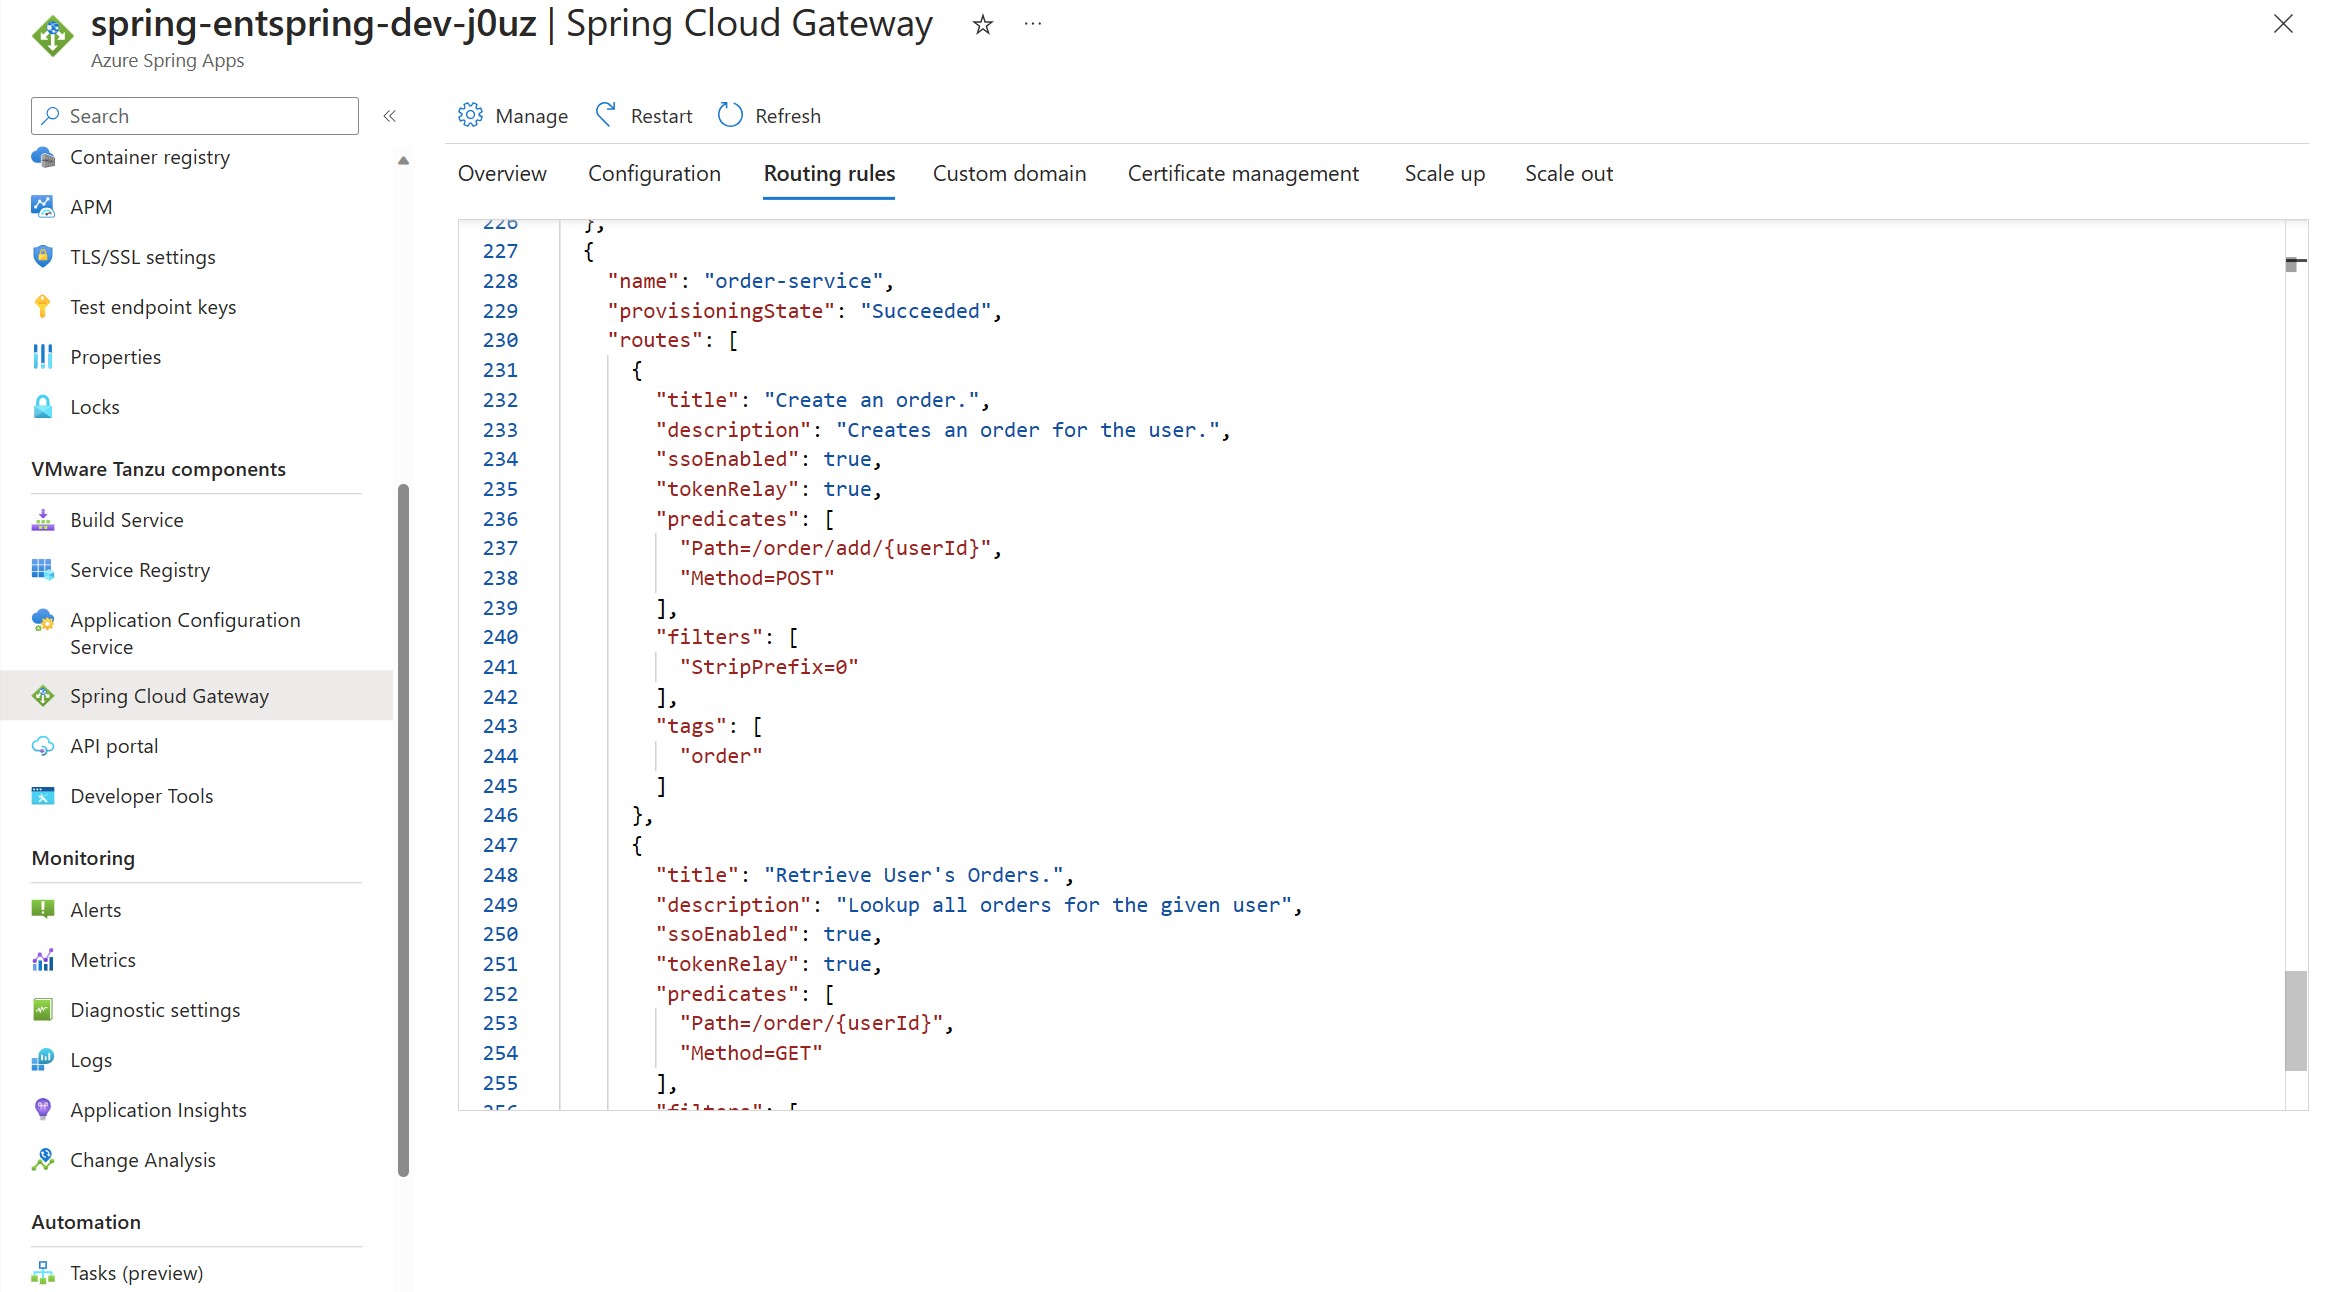 spring-entspring-dev-j0uz | Spring Cloud Gateway
Azure Spring Apps
Search
Container registry
APM
TLS/SSL settings
Test endpoint keys
Properties
Locks
VMware Tanzu components
Build Service
Service Registry
Application Configuration
Service
Spring Cloud Gateway
API portal
Developer Tools
Monitoring
Alerts
Metrics
Diagnostic settings
Logs
Application Insights
Change Analysis
Automation
Tasks (preview)
Manage Restart Refresh
Overview Configuration Routing rules Custom domain Certificate management Scale up Scale out
226 },
227 {
228 "name": "order-service",
229 "provisioningState": "Succeeded",
230 "routes": [
231 {
232 "title": "Create an order.",
233 "description": "Creates an order for the user.",
234 "ssoEnabled": true,
235 "tokenRelay": true,
236 "predicates": [
237 "Path=/order/add/{userId}",
238 "Method=POST"
239 ],
240 "filters": [
241 "StripPrefix=0"
242 ],
243 "tags": [
244 "order"
245 ]
246 },
247 {
248 "title": "Retrieve User's Orders.",
249 "description": "Lookup all orders for the given user",
250 "ssoEnabled": true,
251 "tokenRelay": true,
252 "predicates": [
253 "Path=/order/{userId}",
254 "Method=GET"
255 ],
256 "filters": [